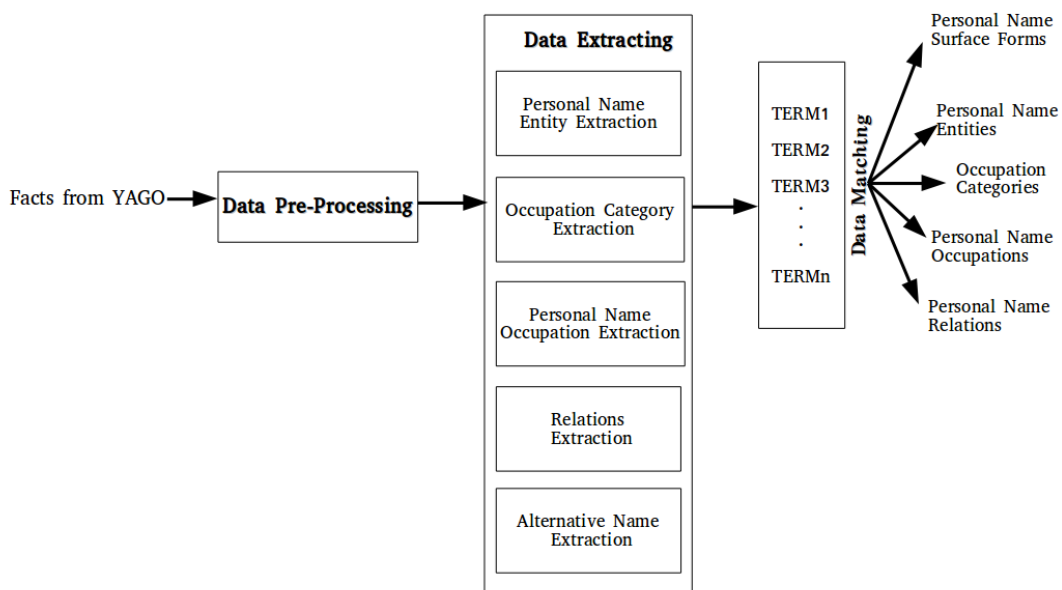 Facts from YAGO
Data Pre-Processing
Data Extracting
Personal Name
Entity Extraction
Occupation Category
Extraction
Personal Name
Occupation Extraction
Relations
Extraction
Alternative Name
Extraction
TERM1
TERM2
TERM3
.
.
.
TERMn
Data Matching
Personal Name
Surface Forms
Personal Name
Entities
Occupation
Categories
Personal Name
Occupations
Personal Name
Relations